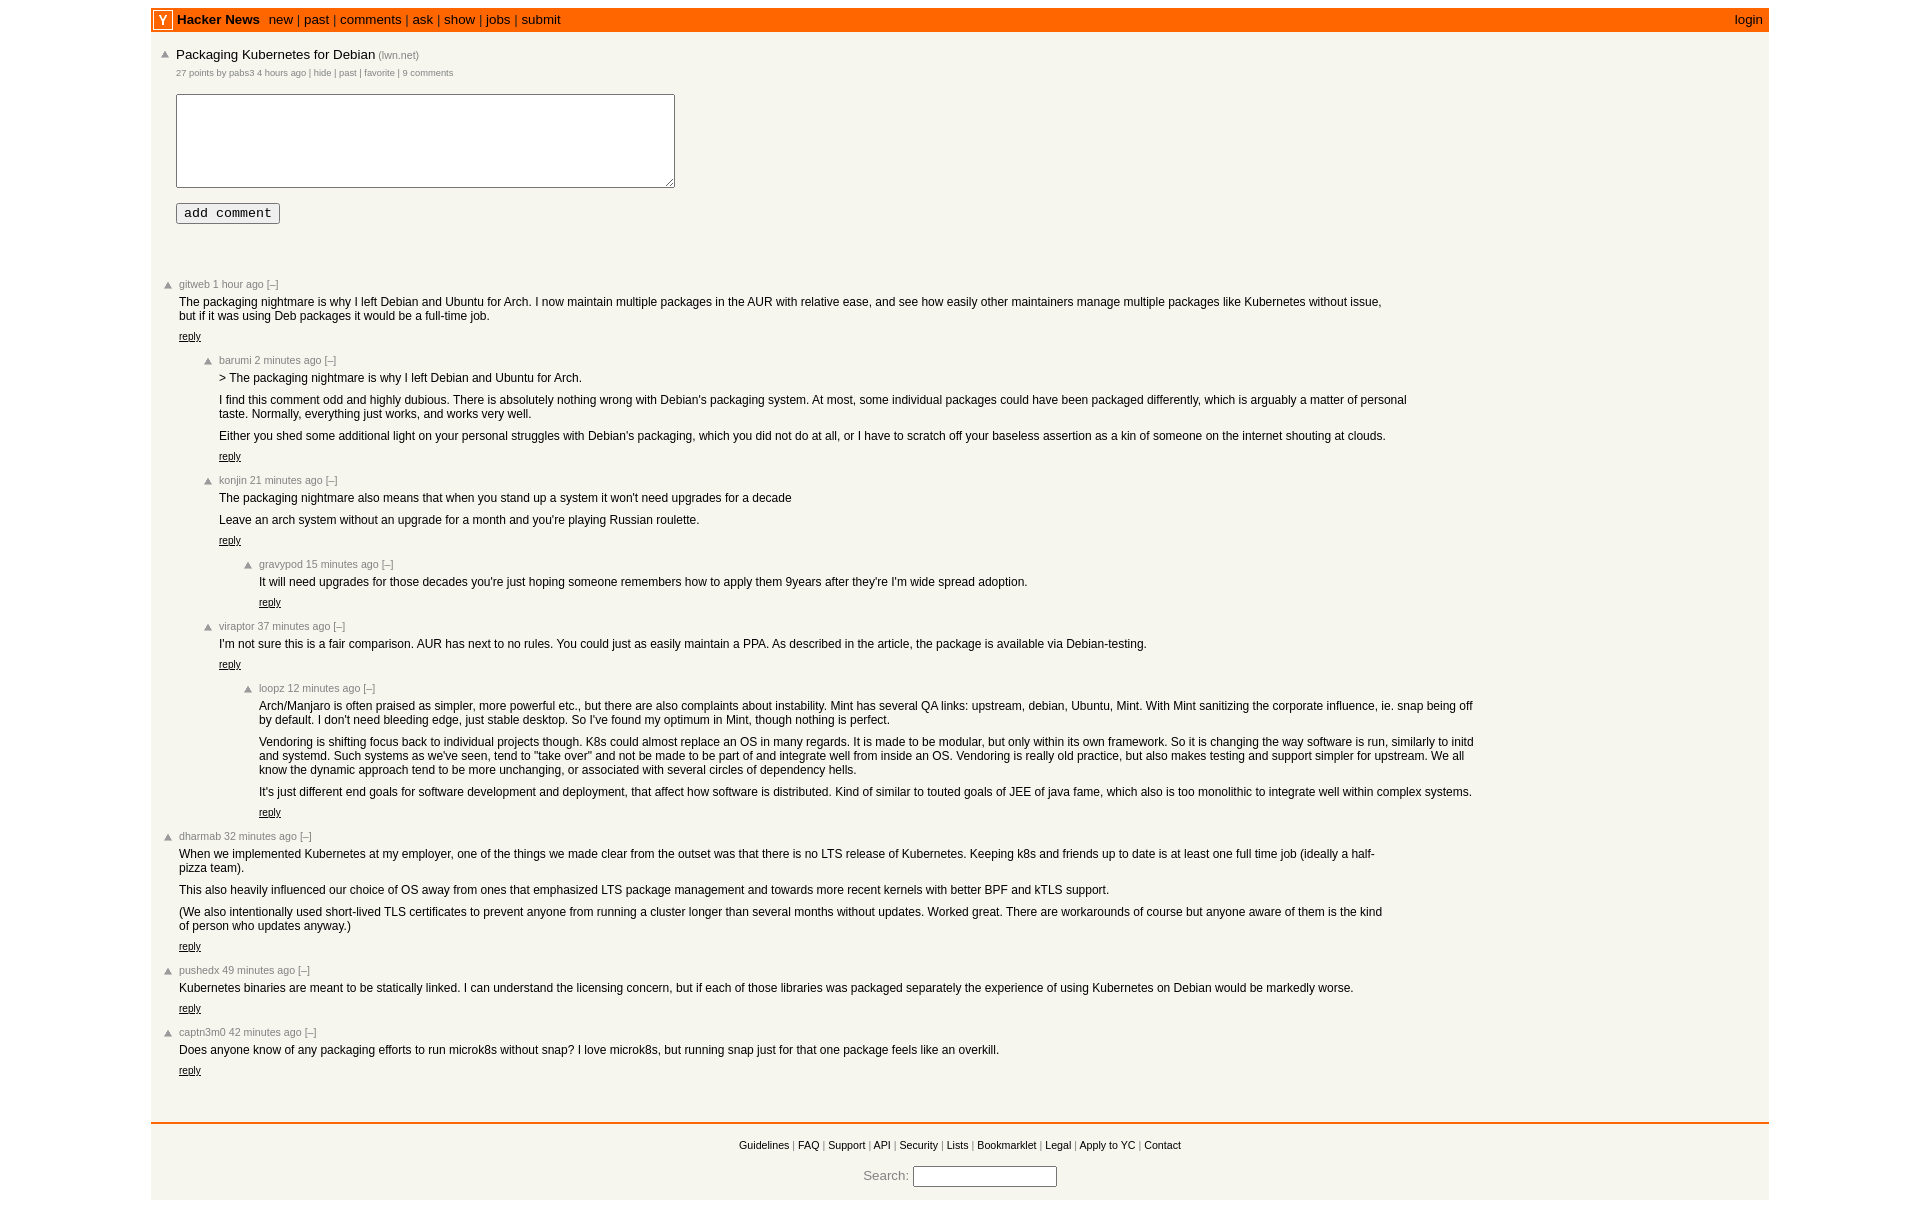 Y Hacker News new | past | comments | ask | show | jobs | submit login
Packaging Kubernetes for Debian (lwn.net)
27 points by pabs3 4 hours ago | hide | past | favorite | 9 comments
add comment
gitweb 1 hour ago [–]
The packaging nightmare is why I left Debian and Ubuntu for Arch. I now maintain multiple packages in the AUR with relative ease, and see how easily other maintainers manage multiple packages like Kubernetes without issue,
but if it was using Deb packages it would be a full-time job.
reply
barumi 2 minutes ago [–]
> The packaging nightmare is why I left Debian and Ubuntu for Arch.
I find this comment odd and highly dubious. There is absolutely nothing wrong with Debian's packaging system. At most, some individual packages could have been packaged differently, which is arguably a matter of personal
taste. Normally, everything just works, and works very well.
Either you shed some additional light on your personal struggles with Debian's packaging, which you did not do at all, or I have to scratch off your baseless assertion as a kin of someone on the internet shouting at clouds.
reply
konjin 21 minutes ago [–]
The packaging nightmare also means that when you stand up a system it won't need upgrades for a decade
Leave an arch system without an upgrade for a month and you're playing Russian roulette.
reply
gravypod 15 minutes ago [–]
It will need upgrades for those decades you're just hoping someone remembers how to apply them 9years after they're I'm wide spread adoption.
reply
viraptor 37 minutes ago [–]
I'm not sure this is a fair comparison. AUR has next to no rules. You could just as easily maintain a PPA. As described in the article, the package is available via Debian-testing.
reply
loopz 12 minutes ago [–]
Arch/Manjaro is often praised as simpler, more powerful etc., but there are also complaints about instability. Mint has several QA links: upstream, debian, Ubuntu, Mint. With Mint sanitizing the corporate influence, ie. snap being off
by default. I don't need bleeding edge, just stable desktop. So I've found my optimum in Mint, though nothing is perfect.
Vendoring is shifting focus back to individual projects though. K8s could almost replace an OS in many regards. It is made to be modular, but only within its own framework. So it is changing the way software is run, similarly to initd
and systemd. Such systems as we've seen, tend to "take over" and not be made to be part of and integrate well from inside an OS. Vendoring is really old practice, but also makes testing and support simpler for upstream. We all
know the dynamic approach tend to be more unchanging, or associated with several circles of dependency hells.
It's just different end goals for software development and deployment, that affect how software is distributed. Kind of similar to touted goals of JEE of java fame, which also is too monolithic to integrate well within complex systems.
reply
dharmab 32 minutes ago [–]
When we implemented Kubernetes at my employer, one of the things we made clear from the outset was that there is no LTS release of Kubernetes. Keeping k8s and friends up to date is at least one full time job (ideally a half-
pizza team).
This also heavily influenced our choice of OS away from ones that emphasized LTS package management and towards more recent kernels with better BPF and kTLS support.
(We also intentionally used short-lived TLS certificates to prevent anyone from running a cluster longer than several months without updates. Worked great. There are workarounds of course but anyone aware of them is the kind
of person who updates anyway.)
reply
pushedx 49 minutes ago [–]
Kubernetes binaries are meant to be statically linked. I can understand the licensing concern, but if each of those libraries was packaged separately the experience of using Kubernetes on Debian would be markedly worse.
reply
captn3m0 42 minutes ago [–]
Does anyone know of any packaging efforts to run microk8s without snap? I love microk8s, but running snap just for that one package feels like an overkill.
reply
Guidelines | FAQ | Support | API | Security | Lists | Bookmarklet | Legal | Apply to YC | Contact
Search: